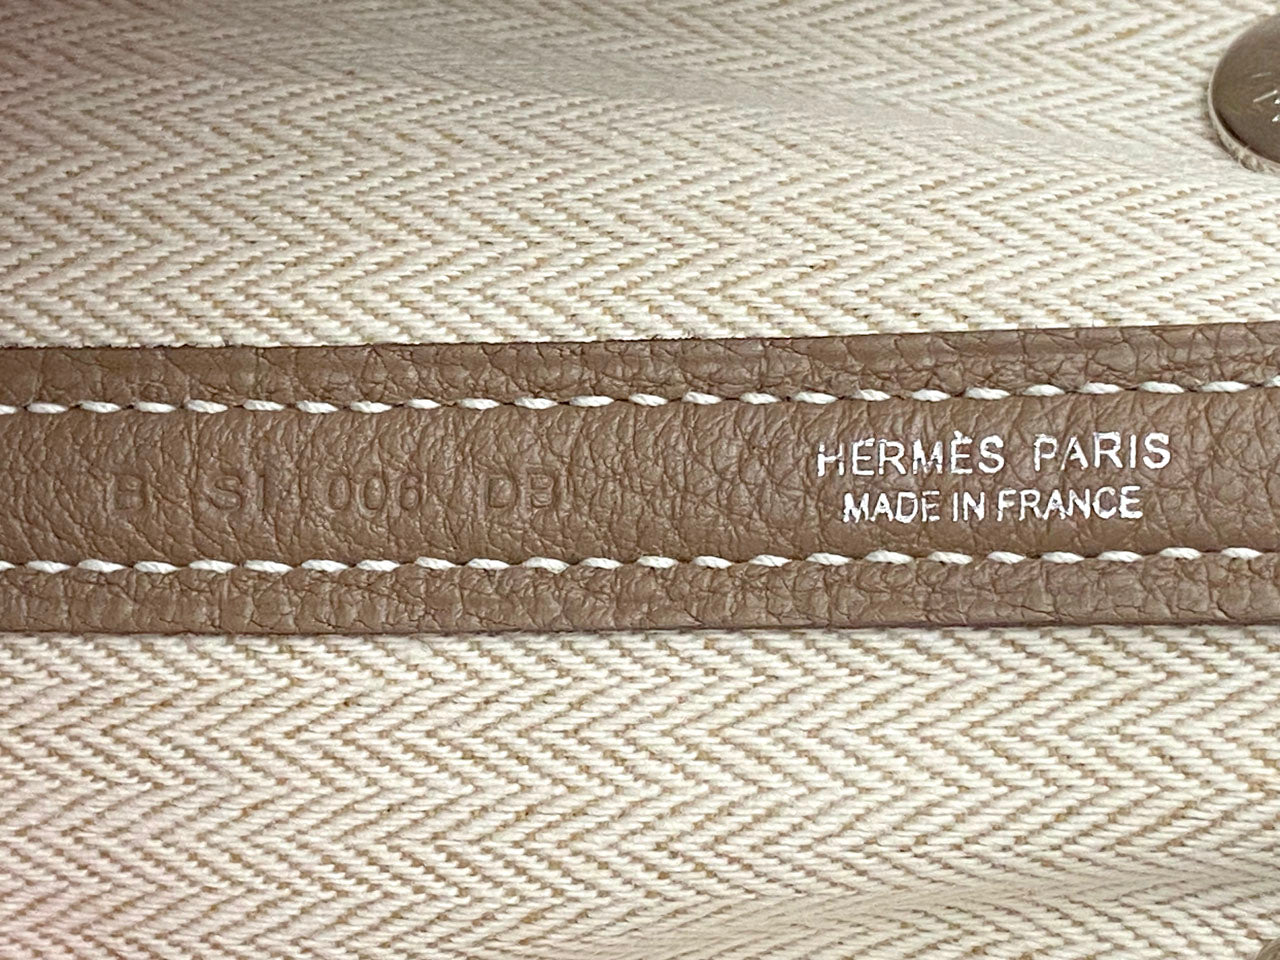 B SI 006 DB
HERMÈS PARIS
MADE IN FRANCE